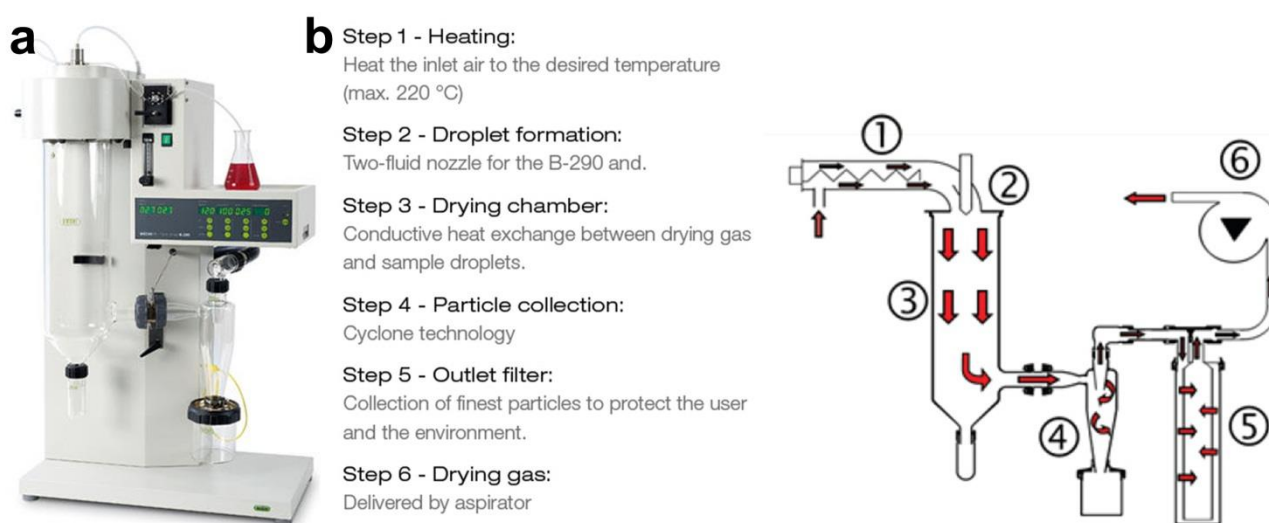 a
b
Step 1 - Heating:
Heat the inlet air to the desired temperature
(max. 220 °C)
Step 2 - Droplet formation:
Two-fluid nozzle for the B-290 and.
Step 3 - Drying chamber:
Conductive heat exchange between drying gas
and sample droplets.
Step 4 - Particle collection:
Cyclone technology
Step 5 - Outlet filter:
Collection of finest particles to protect the user
and the environment.
Step 6 - Drying gas:
Delivered by aspirator
①
②
③
④
⑤
⑥